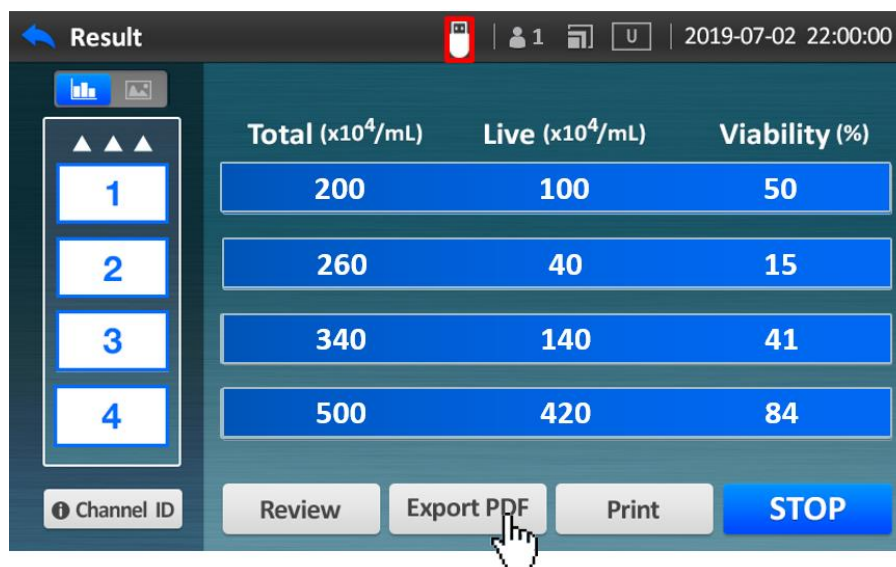 Result 1 U 2019-07-02 22:00:00
Total (x10⁴/mL) Live (x10⁴/mL) Viability (%)
1 200 100 50
2 260 40 15
3 340 140 41
4 500 420 84
Channel ID Review Export PDF Print STOP